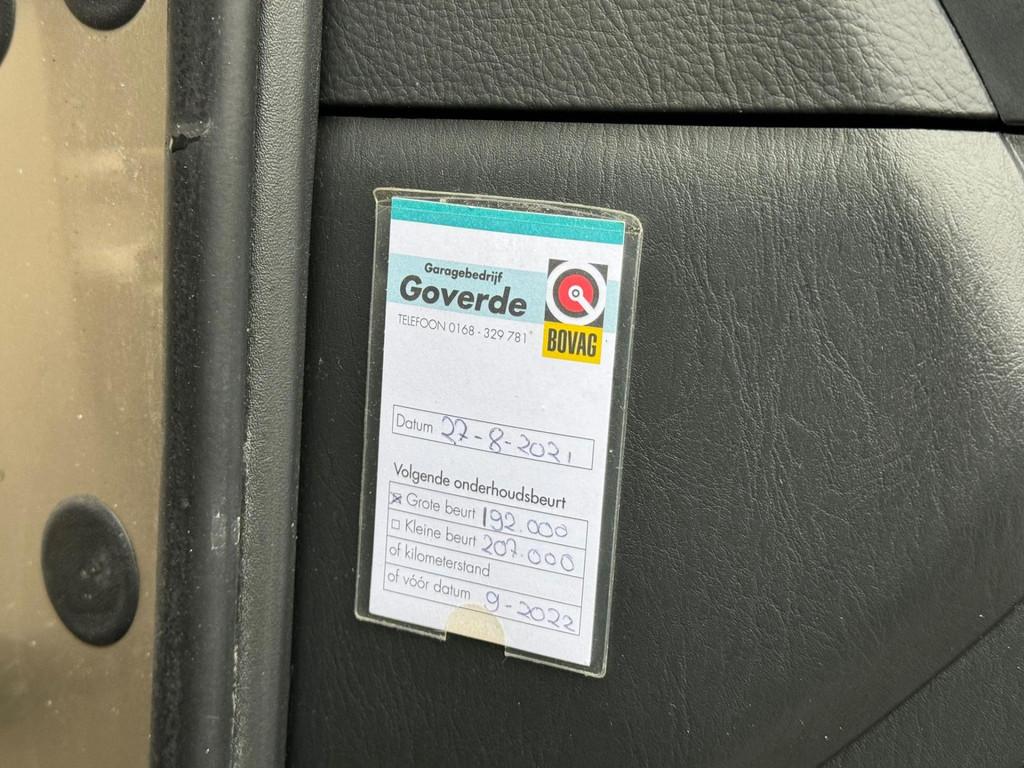 Garagebedrijf
Goverde
TELEFOON 0168 - 329 781*
BOVAG
Datum 27-8-2021
Volgende onderhoudsbeurt
☒ Grote beurt 192.000
☐ Kleine beurt 207.000
of kilometerstand
of vóór datum 9-2022